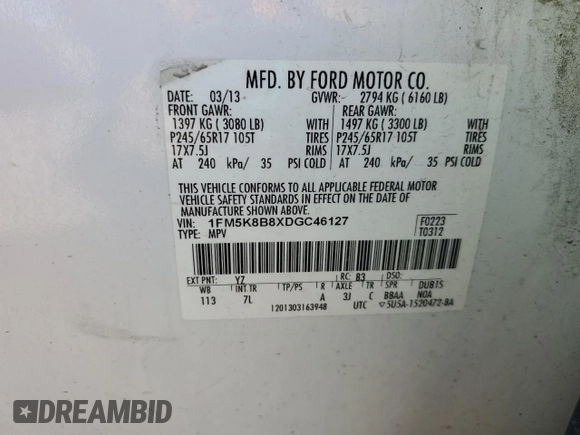 MFD. BY FORD MOTOR CO.
DATE: 03/13 GVWR: 2794 KG ( 6160 LB)
FRONT GAWR: REAR GAWR:
1397 KG ( 3080 LB) WITH 1497 KG ( 3300 LB) WITH
P245/65R17 105T TIRES P245/65R17 105T TIRES
17X7.5J RIMS 17X7.5J RIMS
AT 240 kPa/ 35 PSI COLD AT 240 kPa/ 35 PSI COLD
THIS VEHICLE CONFORMS TO ALL APPLICABLE FEDERAL MOTOR
VEHICLE SAFETY STANDARDS IN EFFECT ON THE DATE OF
MANUFACTURE SHOWN ABOVE.
VIN: 1FM5K8B8XDGC46127 F0223
TYPE: MPV T0312
EXT PNT: YZ RC: 83 DSO:
WB INT TR TP/PS R AXLE TR SPR DUB1S
113 7L A 3J C BBAA NOA
1201303163948 UTC ▽5U5A-1520472-BA
DREAMBID